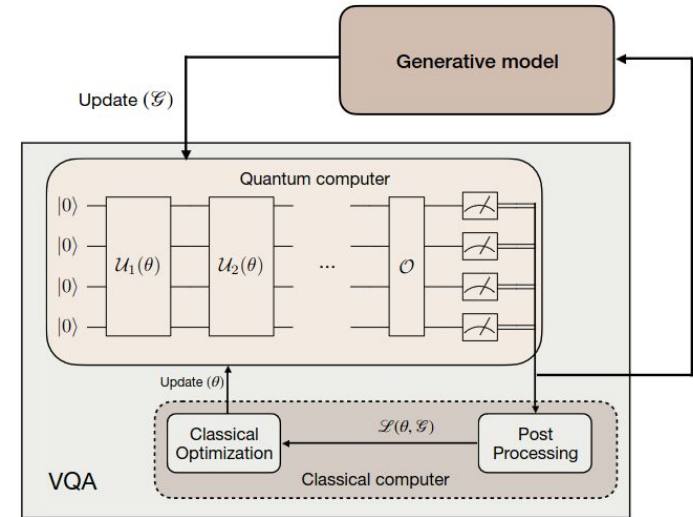 Generative model
Update (𝒢)
Quantum computer
|0⟩
|0⟩
|0⟩
|0⟩
𝒰₁(θ)
𝒰₂(θ)
...
𝒪
Update (θ)
Classical
Optimization
ℒ(θ, 𝒢)
Post
Processing
Classical computer
VQA